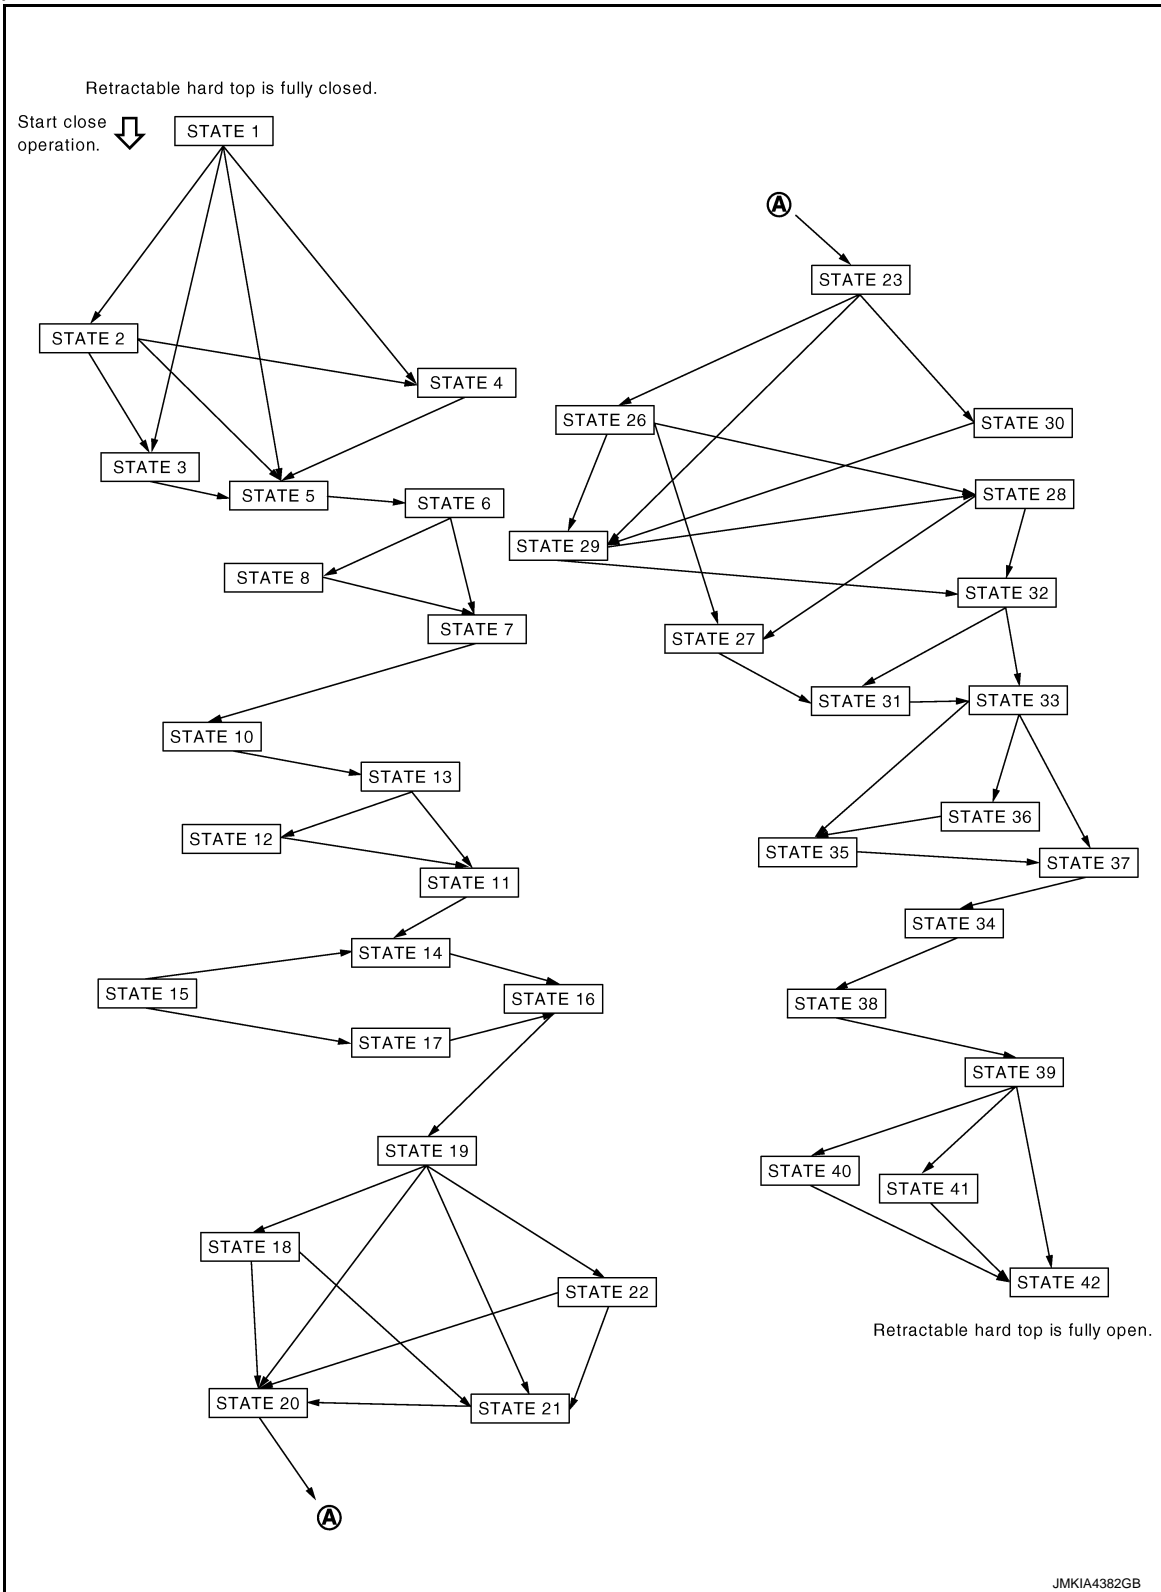 Retractable hard top is fully closed.
Start close
operation.
STATE 1
STATE 2
STATE 4
STATE 3
STATE 5
STATE 6
STATE 8
STATE 7
STATE 10
STATE 13
STATE 12
STATE 11
STATE 14
STATE 15
STATE 16
STATE 17
STATE 19
STATE 18
STATE 22
STATE 20
STATE 21
A
A
STATE 23
STATE 26
STATE 30
STATE 28
STATE 29
STATE 32
STATE 27
STATE 31
STATE 33
STATE 36
STATE 35
STATE 37
STATE 34
STATE 38
STATE 39
STATE 40
STATE 41
STATE 42
Retractable hard top is fully open.
JMKIA4382GB